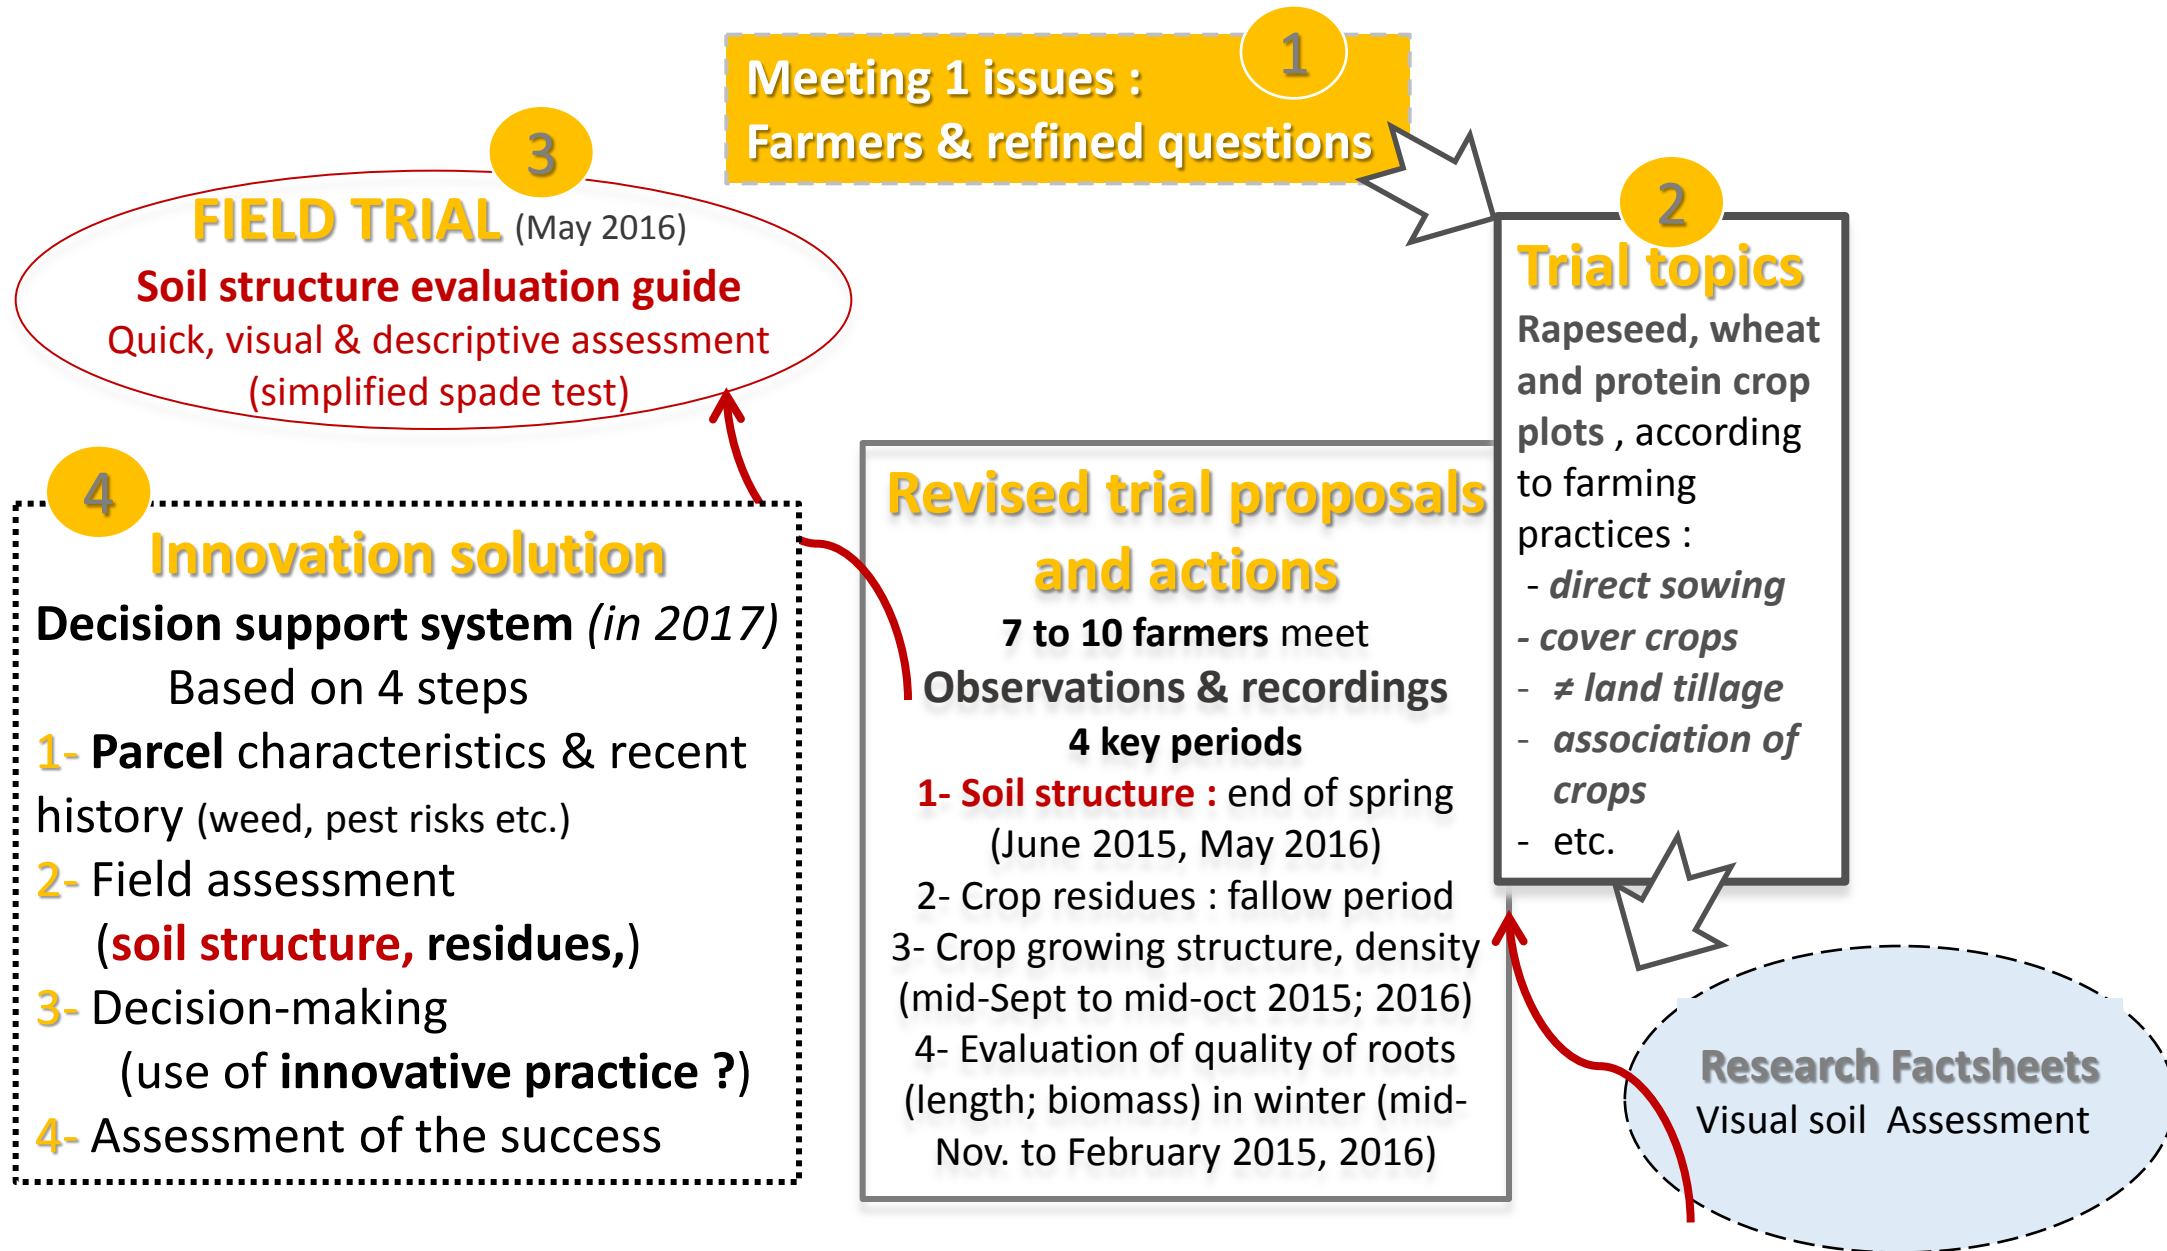 1
Meeting 1 issues :
Farmers & refined questions
2
Trial topics
Rapeseed, wheat
and protein crop
plots , according
to farming
practices :
- direct sowing
- cover crops
- ≠ land tillage
- association of
crops
- etc.
3
FIELD TRIAL (May 2016)
Soil structure evaluation guide
Quick, visual & descriptive assessment
(simplified spade test)
4
Innovation solution
Decision support system (in 2017)
Based on 4 steps
1- Parcel characteristics & recent
history (weed, pest risks etc.)
2- Field assessment
(soil structure, residues,)
3- Decision-making
(use of innovative practice ?)
4- Assessment of the success
Revised trial proposals
and actions
7 to 10 farmers meet
Observations & recordings
4 key periods
1- Soil structure : end of spring
(June 2015, May 2016)
2- Crop residues : fallow period
3- Crop growing structure, density
(mid-Sept to mid-oct 2015; 2016)
4- Evaluation of quality of roots
(length; biomass) in winter (mid-
Nov. to February 2015, 2016)
Research Factsheets
Visual soil Assessment